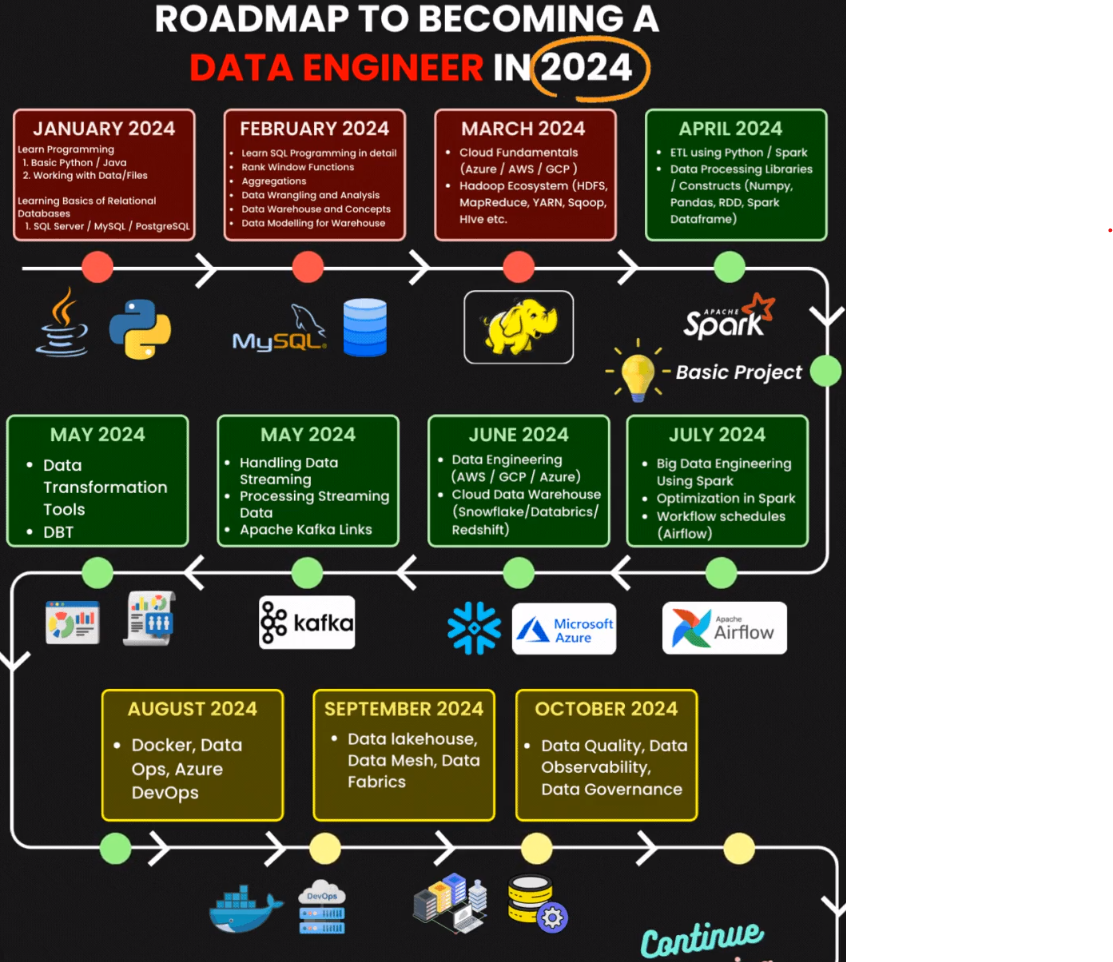 ROADMAP TO BECOMING A
DATA ENGINEER IN 2024
JANUARY 2024
Learn Programming
1. Basic Python / Java
2. Working with Data/Files
Learning Basics of Relational
Databases
1. SQL Server / MySQL / PostgreSQL
FEBRUARY 2024
• Learn SQL Programming in detail
• Rank Window Functions
• Aggregations
• Data Wrangling and Analysis
• Data Warehouse and Concepts
• Data Modelling for Warehouse
MARCH 2024
• Cloud Fundamentals
(Azure / AWS / GCP )
• Hadoop Ecosystem (HDFS,
MapReduce, YARN, Sqoop,
HIve etc.
APRIL 2024
• ETL using Python / Spark
• Data Processing Libraries
/ Constructs (Numpy,
Pandas, RDD, Spark
Dataframe)
MySQL®
APACHE
Spark
Basic Project
MAY 2024
• Data
Transformation
Tools
• DBT
MAY 2024
• Handling Data
Streaming
• Processing Streaming
Data
• Apache Kafka Links
JUNE 2024
• Data Engineering
(AWS / GCP / Azure)
• Cloud Data Warehouse
(Snowflake/Databrics/
Redshift)
JULY 2024
• Big Data Engineering
Using Spark
• Optimization in Spark
• Workflow schedules
(Airflow)
kafka
Microsoft
Azure
Apache
Airflow
AUGUST 2024
• Docker, Data
Ops, Azure
DevOps
SEPTEMBER 2024
• Data lakehouse,
Data Mesh, Data
Fabrics
OCTOBER 2024
• Data Quality, Data
Observability,
Data Governance
DevOps
Continue